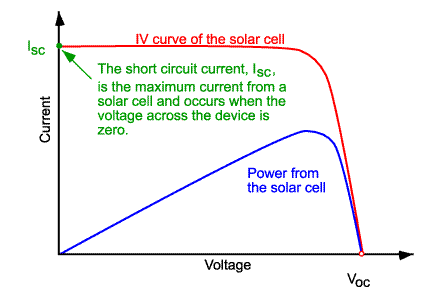 IV curve of the solar cell
ISC
The short circuit current, ISC,
is the maximum current from a
solar cell and occurs when the
voltage across the device is
zero.
Current
Power from
the solar cell
Voltage
VOC